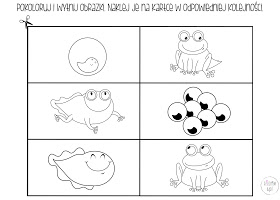 POKOLORUJ I WYTNIJ OBRAZKI. NAKLEJ JE NA KARTCE W ODPOWIEDNIEJ KOLEJNOŚCI.